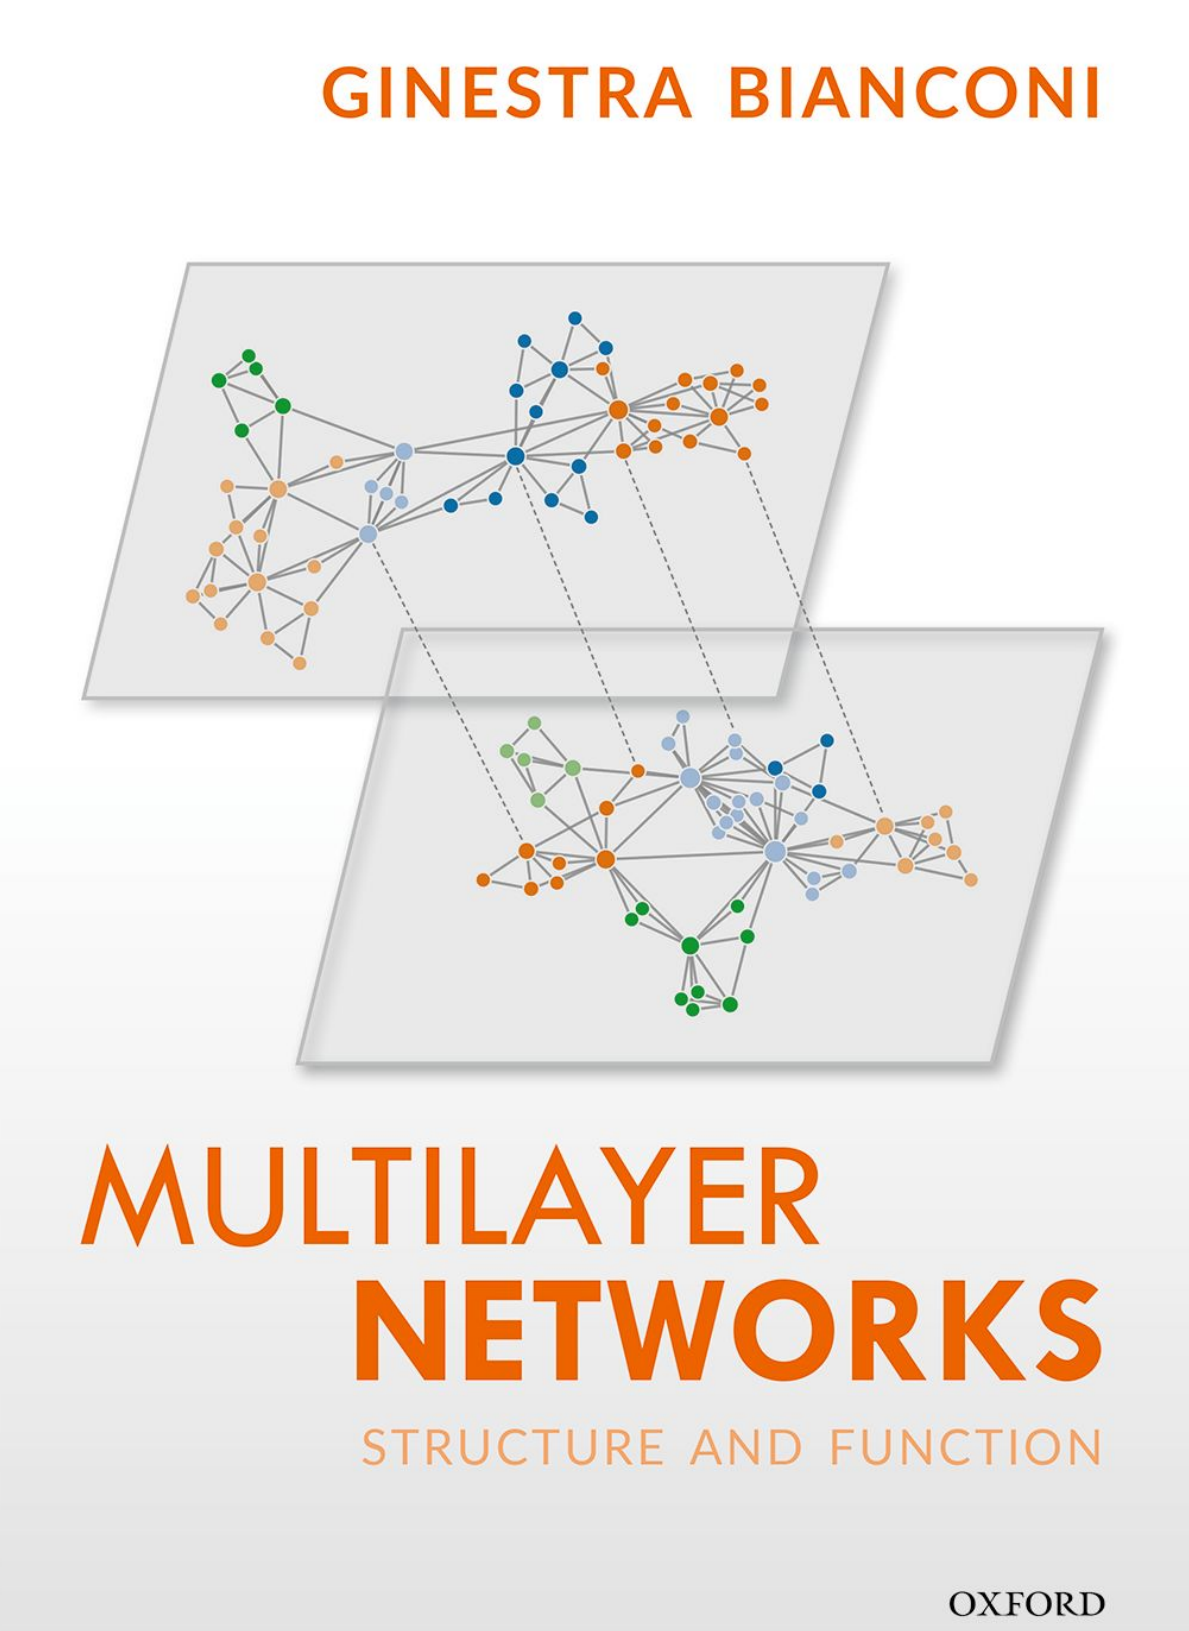 GINESTRA BIANCONI
MULTILAYER
NETWORKS
STRUCTURE AND FUNCTION
OXFORD